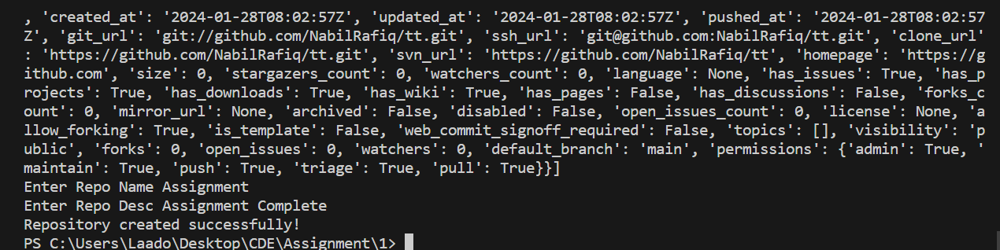 , 'created_at': '2024-01-28T08:02:57Z', 'updated_at': '2024-01-28T08:02:57Z', 'pushed_at': '2024-01-28T08:02:57
Z', 'git_url': 'git://github.com/NabilRafiq/tt.git', 'ssh_url': 'git@github.com:NabilRafiq/tt.git', 'clone_url'
: 'https://github.com/NabilRafiq/tt.git', 'svn_url': 'https://github.com/NabilRafiq/tt', 'homepage': 'https://g
ithub.com', 'size': 0, 'stargazers_count': 0, 'watchers_count': 0, 'language': None, 'has_issues': True, 'has_p
rojects': True, 'has_downloads': True, 'has_wiki': True, 'has_pages': False, 'has_discussions': False, 'forks_c
ount': 0, 'mirror_url': None, 'archived': False, 'disabled': False, 'open_issues_count': 0, 'license': None, 'a
llow_forking': True, 'is_template': False, 'web_commit_signoff_required': False, 'topics': [], 'visibility': 'p
ublic', 'forks': 0, 'open_issues': 0, 'watchers': 0, 'default_branch': 'main', 'permissions': {'admin': True, '
maintain': True, 'push': True, 'triage': True, 'pull': True}}]
Enter Repo Name Assignment
Enter Repo Desc Assignment Complete
Repository created successfully!
PS C:\Users\Laado\Desktop\CDE\Assignment\1>